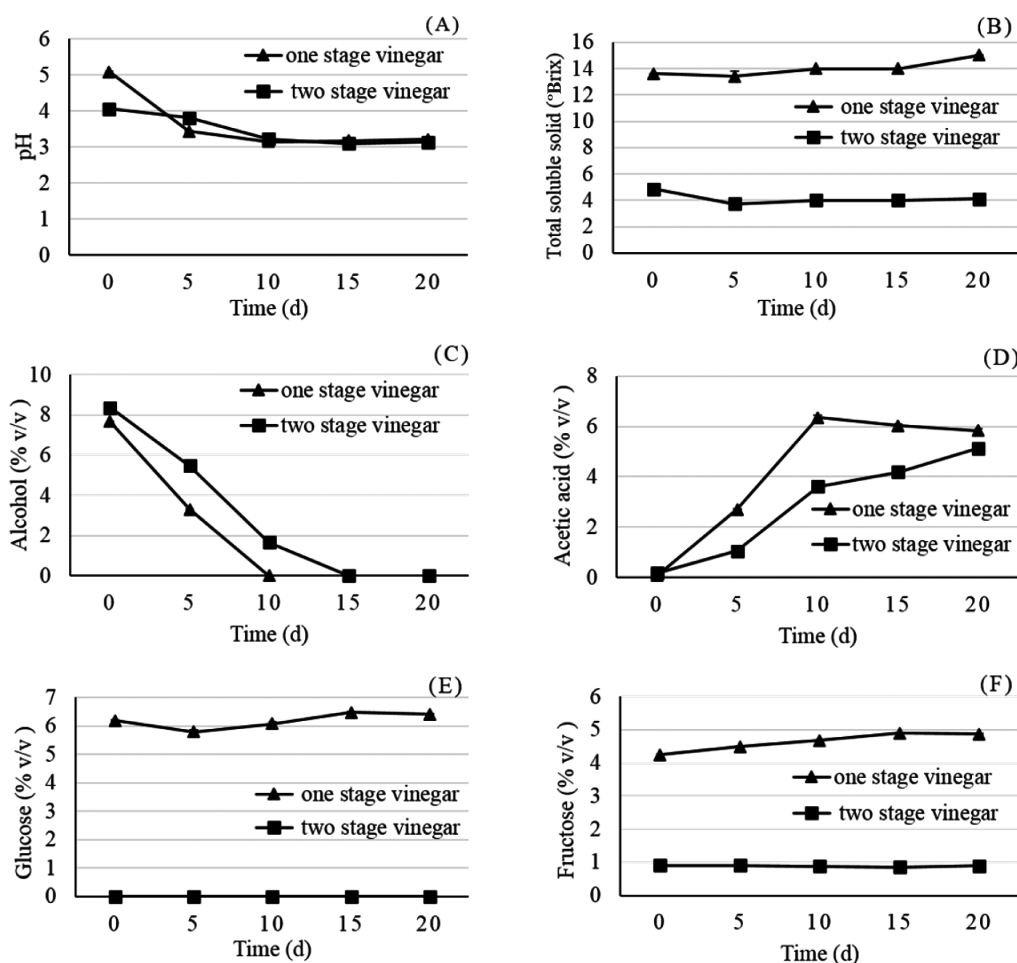 (A)
6
5
4
3
2
1
0
pH
one stage vinegar
two stage vinegar
0 5 10 15 20
Time (d)
(B)
16
14
12
10
8
6
4
2
0
Total soluble solid (°Brix)
one stage vinegar
two stage vinegar
0 5 10 15 20
Time (d)
(C)
10
8
6
4
2
0
Alcohol (% v/v)
one stage vinegar
two stage vinegar
0 5 10 15 20
Time (d)
(D)
8
6
4
2
0
Acetic acid (% v/v)
one stage vinegar
two stage vinegar
0 5 10 15 20
Time (d)
(E)
7
6
5
4
3
2
1
0
Glucose (% v/v)
one stage vinegar
two stage vinegar
0 5 10 15 20
Time (d)
(F)
6
5
4
3
2
1
0
Fructose (% v/v)
one stage vinegar
two stage vinegar
0 5 10 15 20
Time (d)